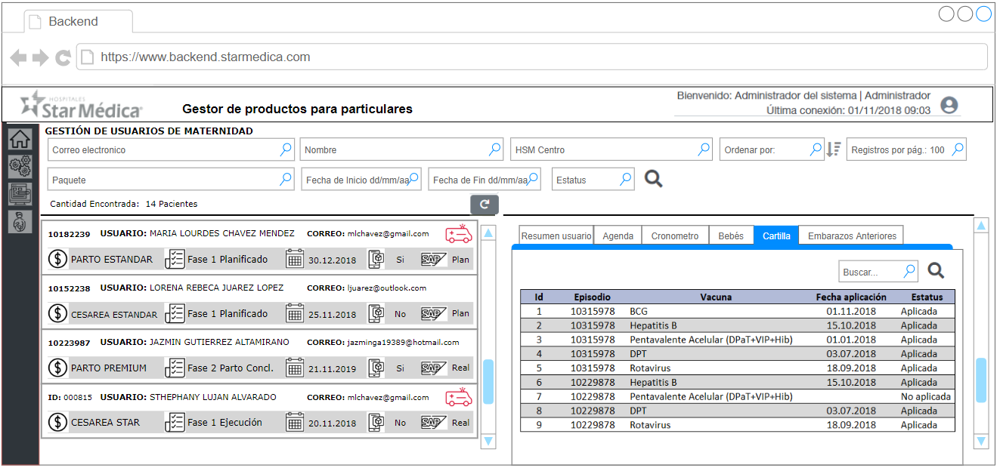 Backend
https://www.backend.starmedica.com
HOSPITALES
Star Médica
Gestor de productos para particulares
Bienvenido: Administrador del sistema | Administrador
Última conexión: 01/11/2018 09:03
GESTIÓN DE USUARIOS DE MATERNIDAD
Correo electronico Nombre HSM Centro Ordenar por: Registros por pág.: 100
Paquete Fecha de Inicio dd/mm/aa Fecha de Fin dd/mm/aa Estatus
Cantidad Encontrada: 14 Pacientes
10182239 USUARIO: MARIA LOURDES CHAVEZ MENDEZ CORREO: mlchavez@gmail.com
$ PARTO ESTANDAR Fase 1 Planificado 30.12.2018 Si SAP Plan
10152238 USUARIO: LORENA REBECA JUAREZ LOPEZ CORREO: ljuarez@outlook.com
$ CESAREA ESTANDAR Fase 1 Planificado 25.11.2018 No SAP Plan
10223987 USUARIO: JAZMIN GUTIERREZ ALTAMIRANO CORREO: jazminga19389@hotmail.com
$ PARTO PREMIUM Fase 2 Parto Concl. 21.11.2019 Si SAP Real
ID: 000815 USUARIO: STHEPHANY LUJAN ALVARADO CORREO: mlchavez@gmail.com
$ CESAREA STAR Fase 1 Ejecución 20.11.2018 No SAP Real
Resumen usuario Agenda Cronometro Bebés Cartilla Embarazos Anteriores
Buscar...
Id Episodio Vacuna Fecha aplicación Estatus
1 10315978 BCG 01.11.2018 Aplicada
2 10315978 Hepatitis B 15.10.2018 Aplicada
3 10315978 Pentavalente Acelular (DPaT+VIP+Hib) 01.01.2018 Aplicada
4 10315978 DPT 03.07.2018 Aplicada
5 10315978 Rotavirus 18.09.2018 Aplicada
6 10229878 Hepatitis B 15.10.2018 Aplicada
7 10229878 Pentavalente Acelular (DPaT+VIP+Hib) No aplicada
8 10229878 DPT 03.07.2018 Aplicada
9 10229878 Rotavirus 18.09.2018 Aplicada